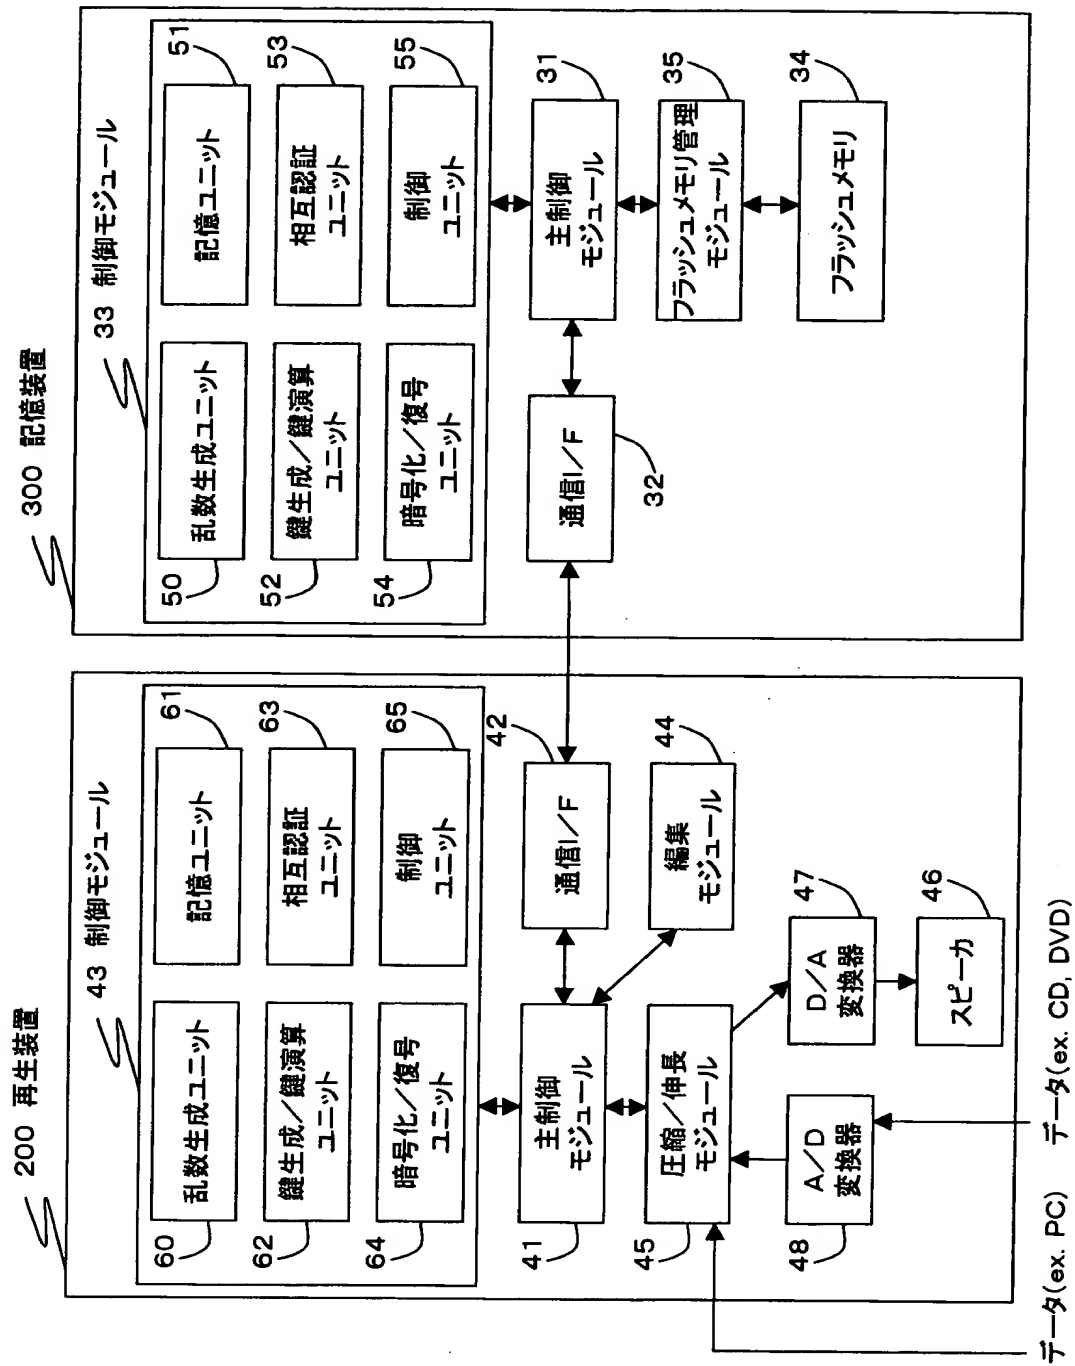 200 再生装置
43 制御モジュール
60
乱数生成ユニット
61
記憶ユニット
62
鍵生成／鍵演算
ユニット
63
相互認証
ユニット
64
暗号化／復号
ユニット
65
制御
ユニット
41
主制御
モジュール
42
通信I／F
45
圧縮／伸長
モジュール
44
編集
モジュール
48
A／D
変換器
47
D／A
変換器
46
スピーカ
データ(ex. PC)
データ(ex. CD, DVD)
300 記憶装置
33 制御モジュール
50
乱数生成ユニット
51
記憶ユニット
52
鍵生成／鍵演算
ユニット
53
相互認証
ユニット
54
暗号化／復号
ユニット
55
制御
ユニット
32
通信I／F
31
主制御
モジュール
35
フラッシュメモリ管理
モジュール
34
フラッシュメモリ